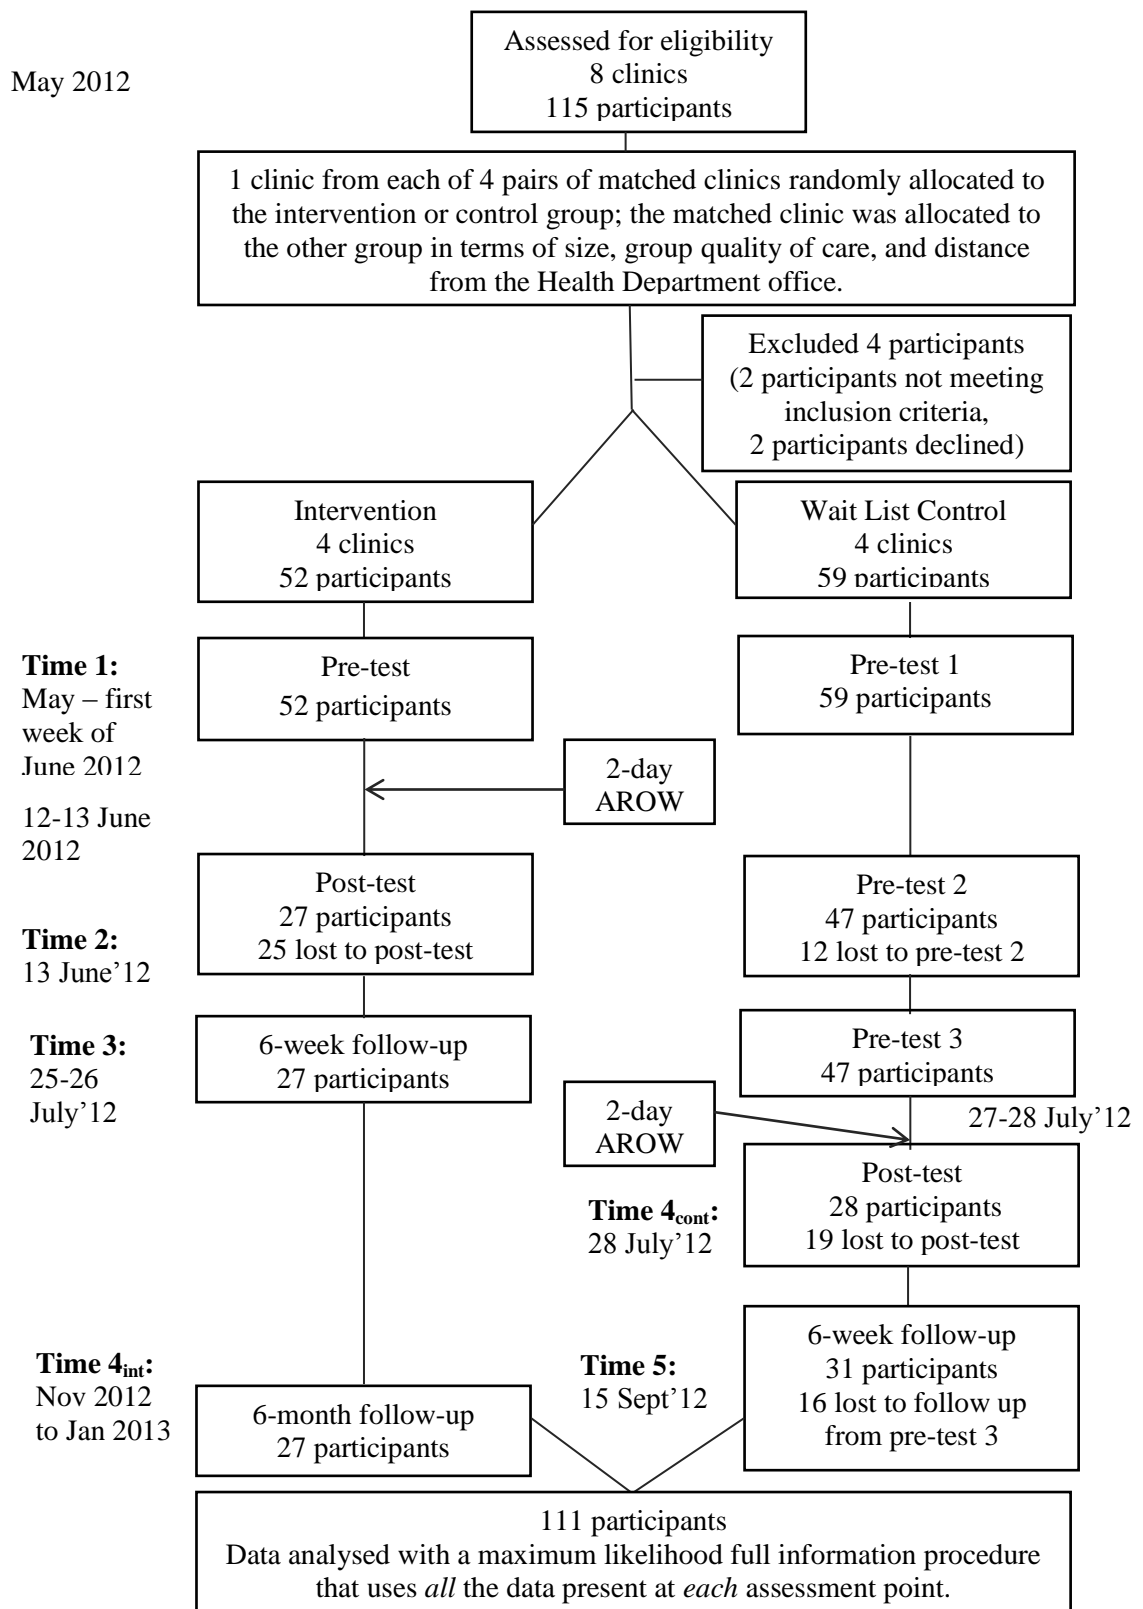 Assessed for eligibility
8 clinics
115 participants
May 2012
1 clinic from each of 4 pairs of matched clinics randomly allocated to
the intervention or control group; the matched clinic was allocated to
the other group in terms of size, group quality of care, and distance
from the Health Department office.
Excluded 4 participants
(2 participants not meeting
inclusion criteria,
2 participants declined)
Intervention
4 clinics
52 participants
Wait List Control
4 clinics
59 participants
Time 1:
May – first
week of
June 2012
Pre-test
52 participants
Pre-test 1
59 participants
2-day
AROW
12-13 June
2012
Post-test
27 participants
25 lost to post-test
Pre-test 2
47 participants
12 lost to pre-test 2
Time 2:
13 June’12
Time 3:
25-26
July’12
6-week follow-up
27 participants
Pre-test 3
47 participants
2-day
AROW
27-28 July’12
Time 4cont:
28 July’12
Post-test
28 participants
19 lost to post-test
Time 4int:
Nov 2012
to Jan 2013
6-month follow-up
27 participants
Time 5:
15 Sept’12
6-week follow-up
31 participants
16 lost to follow up
from pre-test 3
111 participants
Data analysed with a maximum likelihood full information procedure
that uses all the data present at each assessment point.